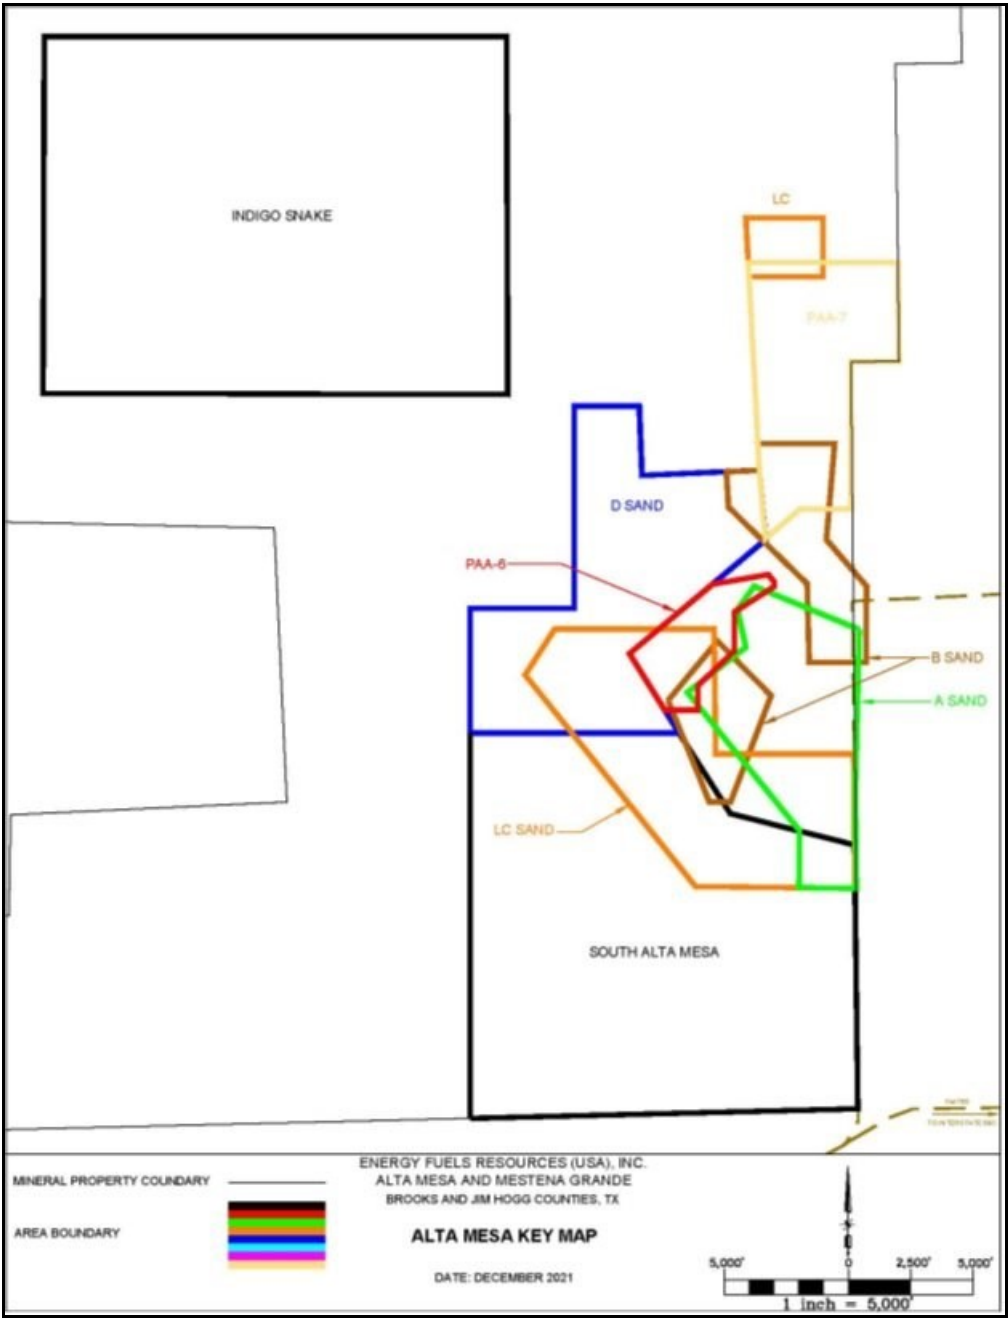 INDIGO SNAKE
LC
PAA-7
D SAND
PAA-6
B SAND
A SAND
LC SAND
SOUTH ALTA MESA
ENERGY FUELS RESOURCES (USA), INC.
MINERAL PROPERTY COUNDARY
ALTA MESA AND MESTENA GRANDE
BROOKS AND JIM HOGG COUNTIES, TX
AREA BOUNDARY
ALTA MESA KEY MAP
DATE: DECEMBER 2021
5,000' 0 2,500' 5,000'
1 inch = 5,000'